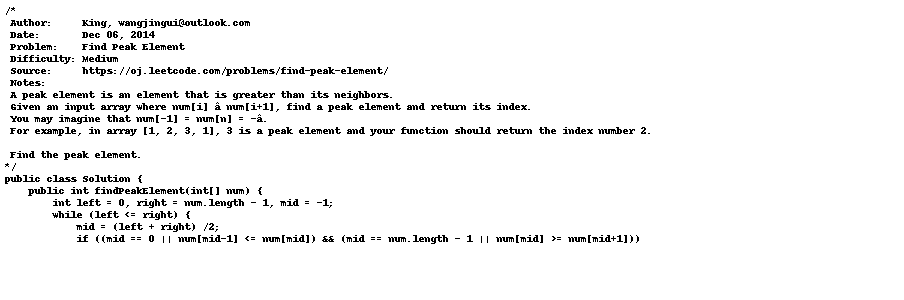 /*
 Author:     King, wangjingui@outlook.com
 Date:       Dec 06, 2014
 Problem:    Find Peak Element
 Difficulty: Medium
 Source:     https://oj.leetcode.com/problems/find-peak-element/
 Notes:
 A peak element is an element that is greater than its neighbors.
 Given an input array where num[i] â num[i+1], find a peak element and return its index.
 You may imagine that num[-1] = num[n] = -â.
 For example, in array [1, 2, 3, 1], 3 is a peak element and your function should return the index number 2.

 Find the peak element.
*/
public class Solution {
    public int findPeakElement(int[] num) {
        int left = 0, right = num.length - 1, mid = -1;
        while (left <= right) {
            mid = (left + right) /2;
            if ((mid == 0 || num[mid-1] <= num[mid]) && (mid == num.length - 1 || num[mid] >= num[mid+1]))